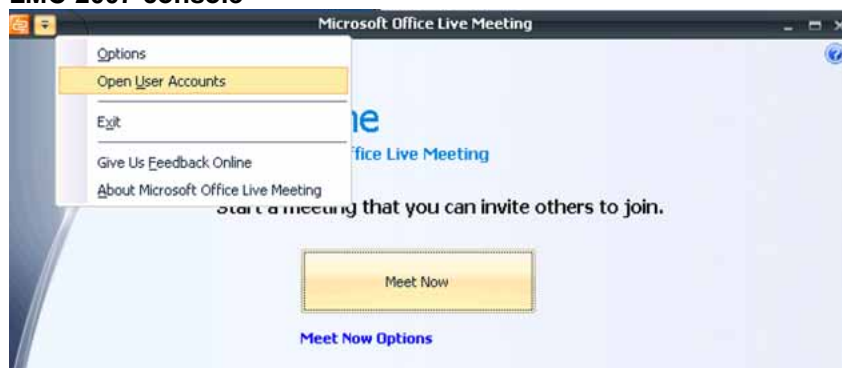 Microsoft Office Live Meeting
Options
Open User Accounts
Exit
Give Us Feedback Online
About Microsoft Office Live Meeting
Live Meeting
Start a meeting that you can invite others to join.
Meet Now
Meet Now Options